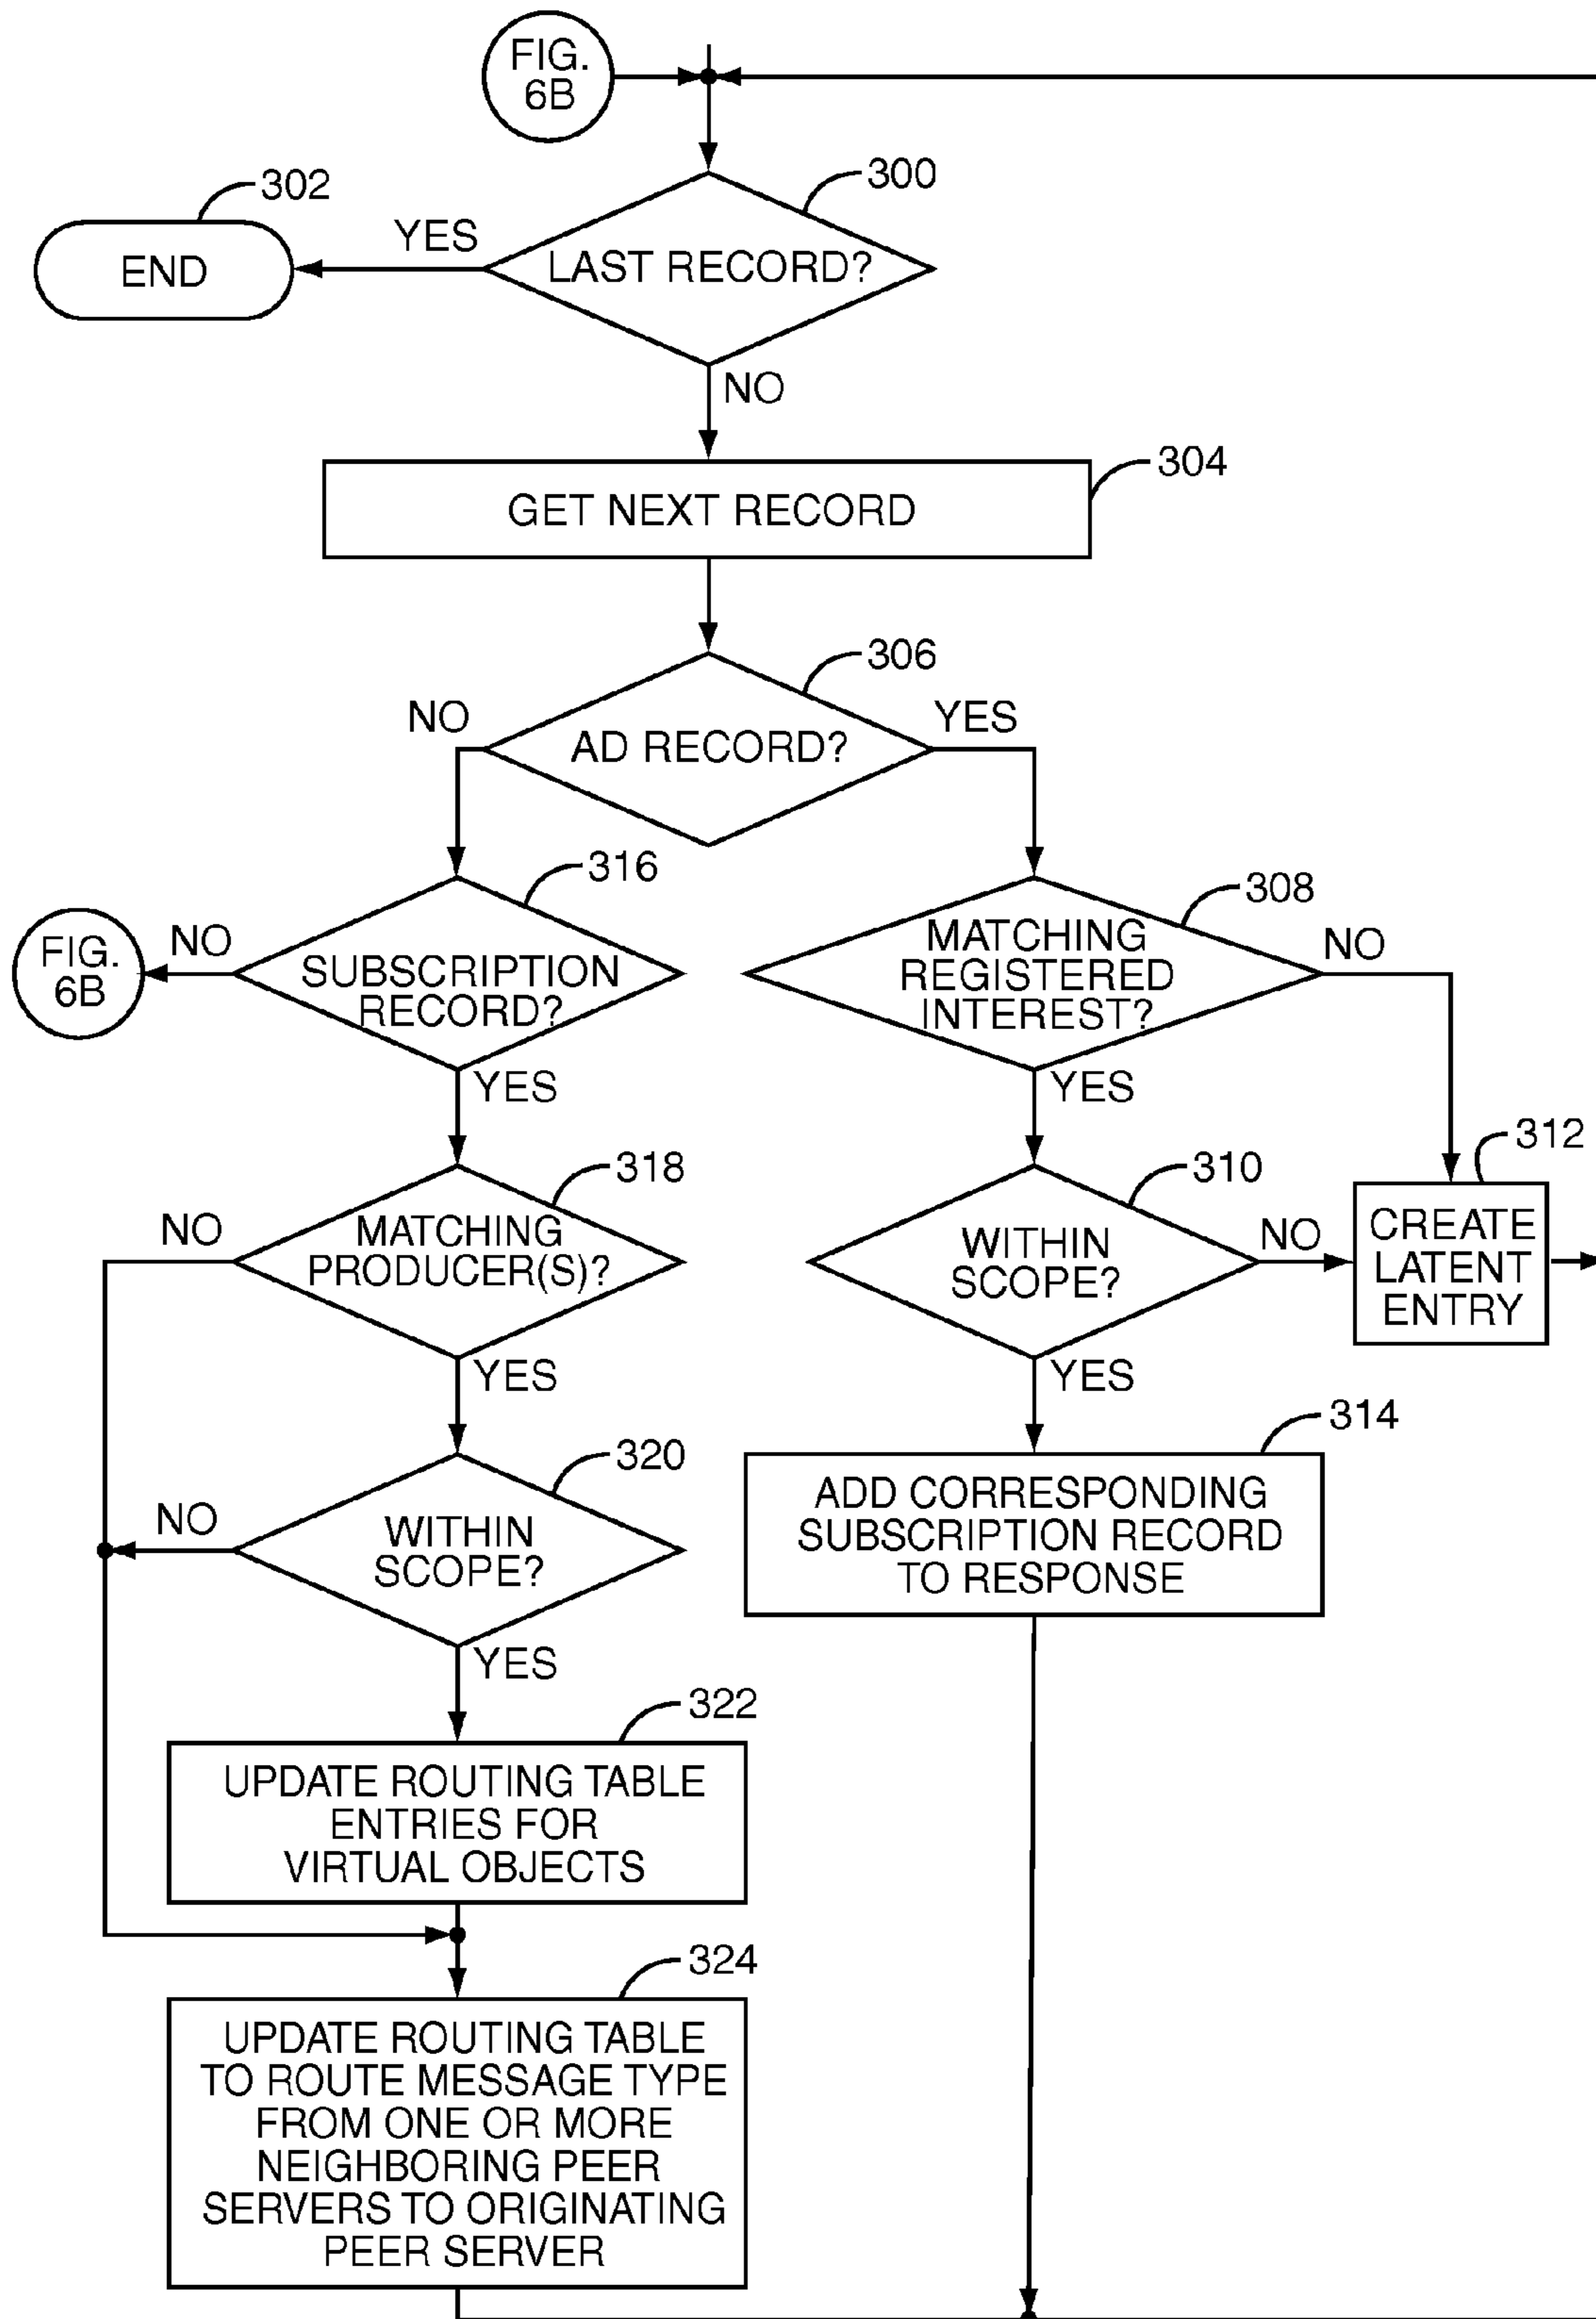 FIG.
6B
300
302
YES
END
LAST RECORD?
NO
304
GET NEXT RECORD
306
NO
YES
AD RECORD?
316
308
FIG.
6B
NO
SUBSCRIPTION
RECORD?
MATCHING
REGISTERED
INTEREST?
NO
YES
YES
318
310
312
NO
MATCHING
PRODUCER(S)?
WITHIN
SCOPE?
NO
CREATE
LATENT
ENTRY
YES
YES
320
314
NO
WITHIN
SCOPE?
ADD CORRESPONDING
SUBSCRIPTION RECORD
TO RESPONSE
YES
322
UPDATE ROUTING TABLE
ENTRIES FOR
VIRTUAL OBJECTS
324
UPDATE ROUTING TABLE
TO ROUTE MESSAGE TYPE
FROM ONE OR MORE
NEIGHBORING PEER
SERVERS TO ORIGINATING
PEER SERVER